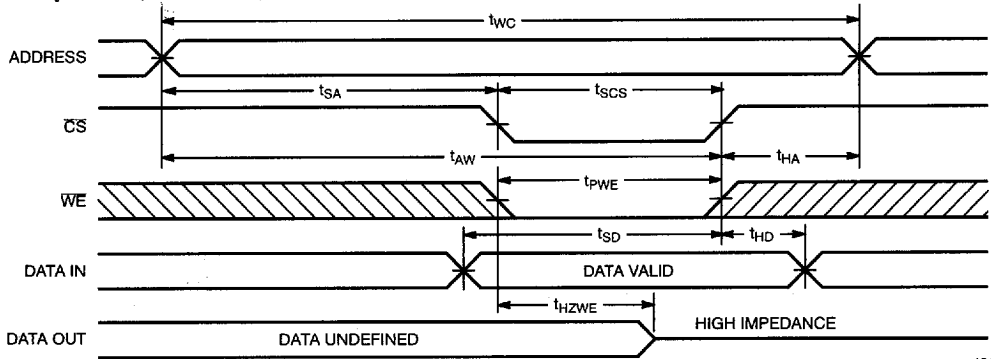 tWC
ADDRESS
tSA
tSCS
CS
tAW
tHA
tPWE
WE
tSD
tHD
DATA IN
DATA VALID
tHZWE
HIGH IMPEDANCE
DATA OUT
DATA UNDEFINED